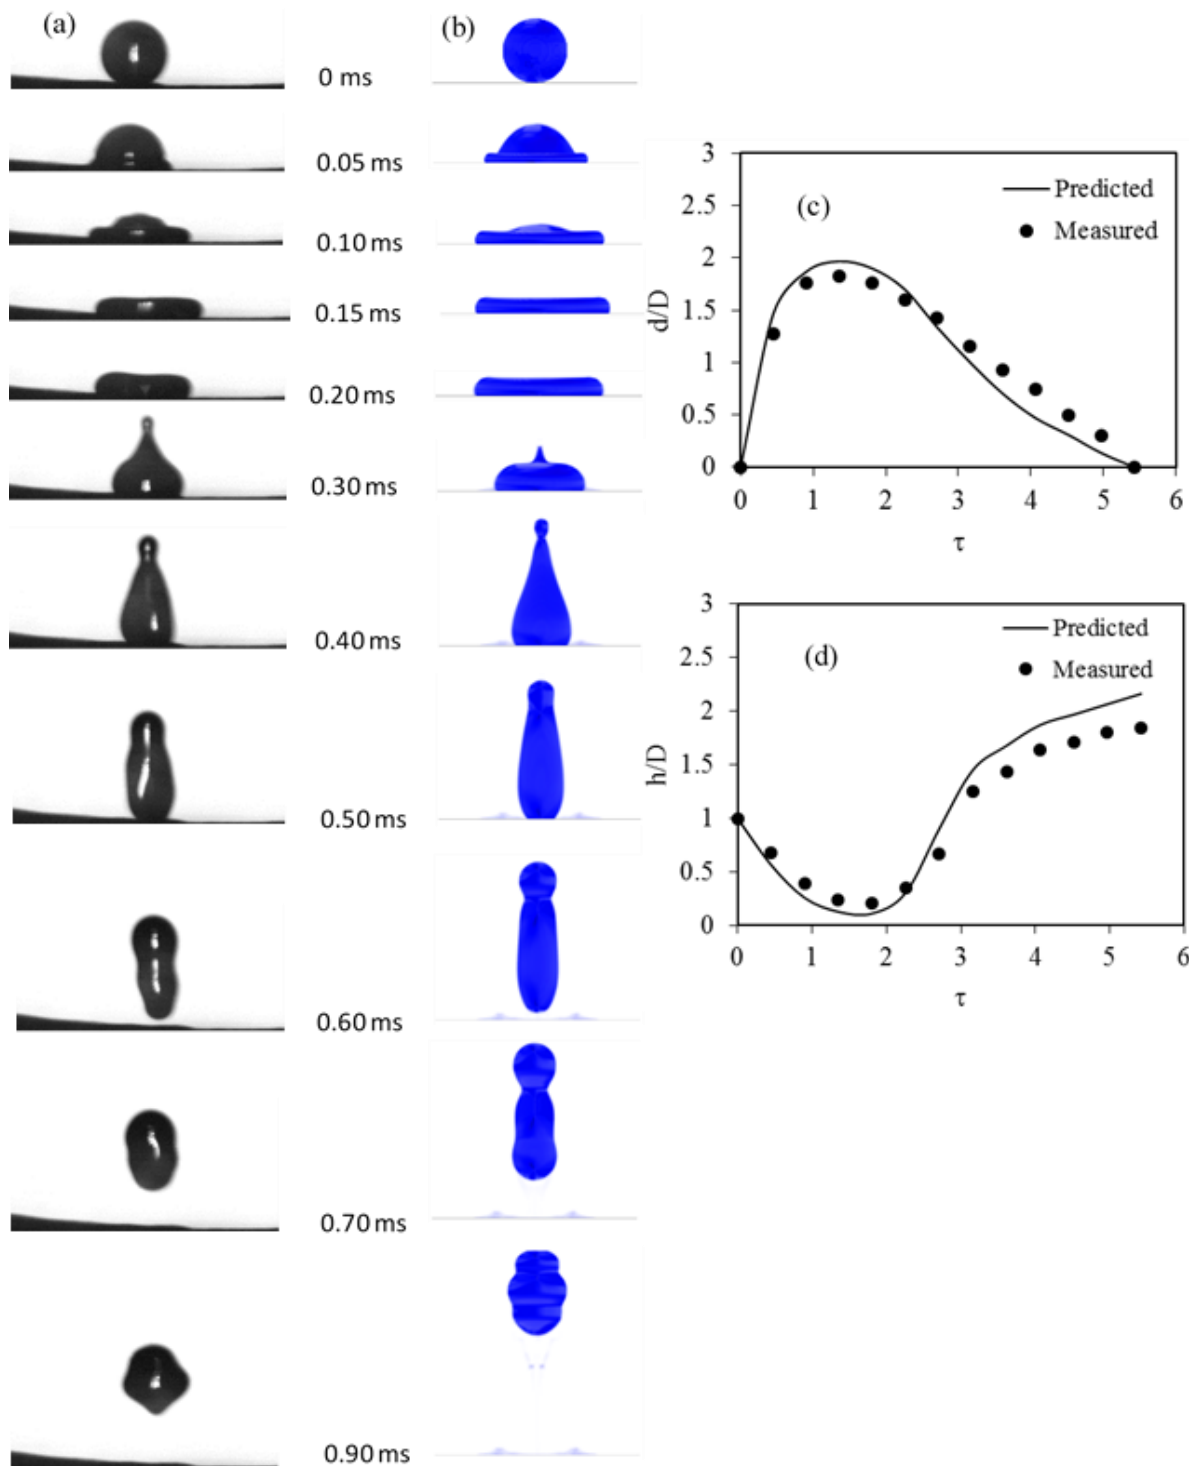 (a)
(b)
0 ms
0.05 ms
0.10 ms
0.15 ms
0.20 ms
0.30 ms
0.40 ms
0.50 ms
0.60 ms
0.70 ms
0.90 ms
3
2.5
2
1.5
1
0.5
0
d/D
(c)
Predicted
Measured
0 1 2 3 4 5 6
τ
3
2.5
2
1.5
1
0.5
0
h/D
(d)
Predicted
Measured
0 1 2 3 4 5 6
τ